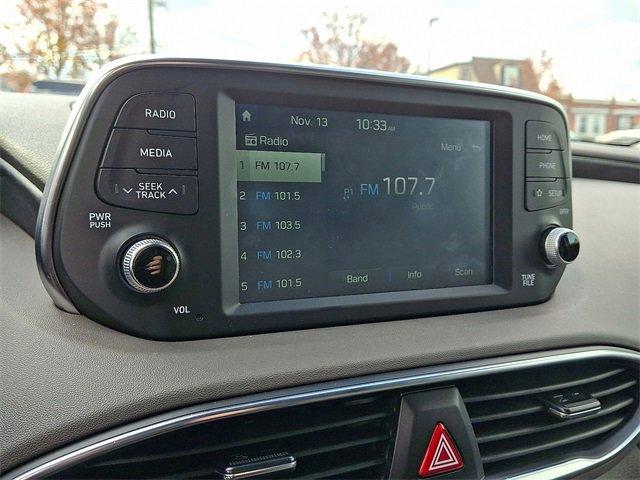 RADIO
MEDIA
SEEK
TRACK
PWR
PUSH
VOL
Nov. 13 10:33 AM
Radio Menu
1 FM 107.7
2 FM 101.5
3 FM 103.5
4 FM 102.3
5 FM 101.5
P1 FM 107.7
Public
Band Info Scan
HOME
PHONE
SETUP
TUNE
FILE